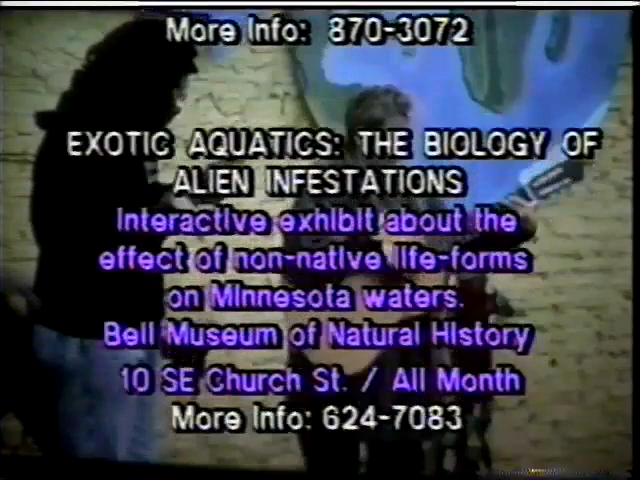 More Info: 870-3072
EXOTIC AQUATICS: THE BIOLOGY OF
ALIEN INFESTATIONS
Interactive exhibit about the
effect of non-native life-forms
on Minnesota waters.
Bell Museum of Natural History
10 SE Church St. / All Month
More Info: 624-7083